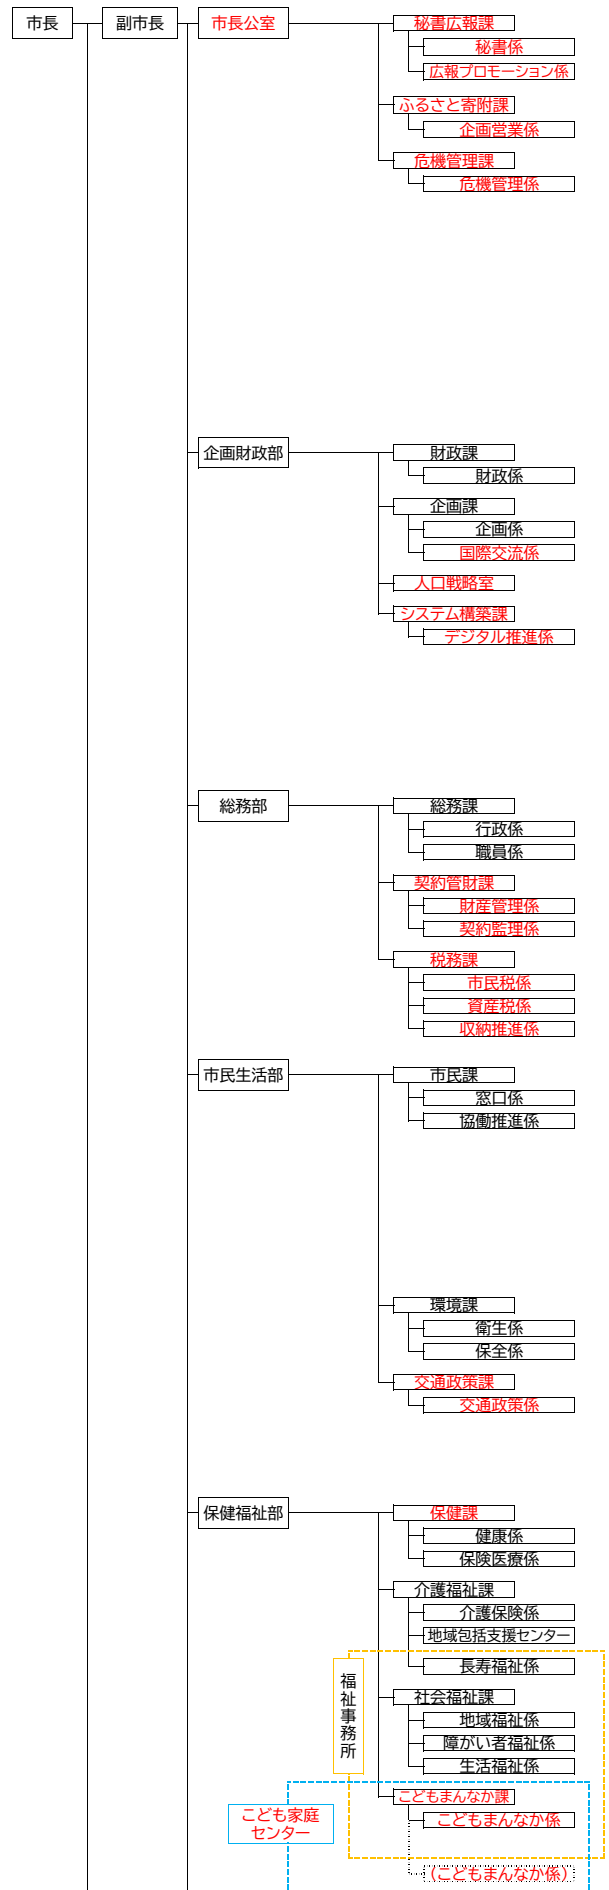 市長
副市長
市長公室
秘書広報課
秘書係
広報プロモーション係
ふるさと寄附課
企画営業係
危機管理課
危機管理係
企画財政部
財政課
財政係
企画課
企画係
国際交流係
人口戦略室
システム構築課
デジタル推進係
総務部
総務課
行政係
職員係
契約管財課
財産管理係
契約監理係
税務課
市民税係
資産税係
収納推進係
市民生活部
市民課
窓口係
協働推進係
環境課
衛生係
保全係
交通政策課
交通政策係
保健福祉部
保健課
健康係
保険医療係
介護福祉課
介護保険係
地域包括支援センター
長寿福祉係
福祉事務所
社会福祉課
地域福祉係
障がい者福祉係
生活福祉係
こどもまんなか課
こども家庭
センター
こどもまんなか係
(こどもまんなか係)